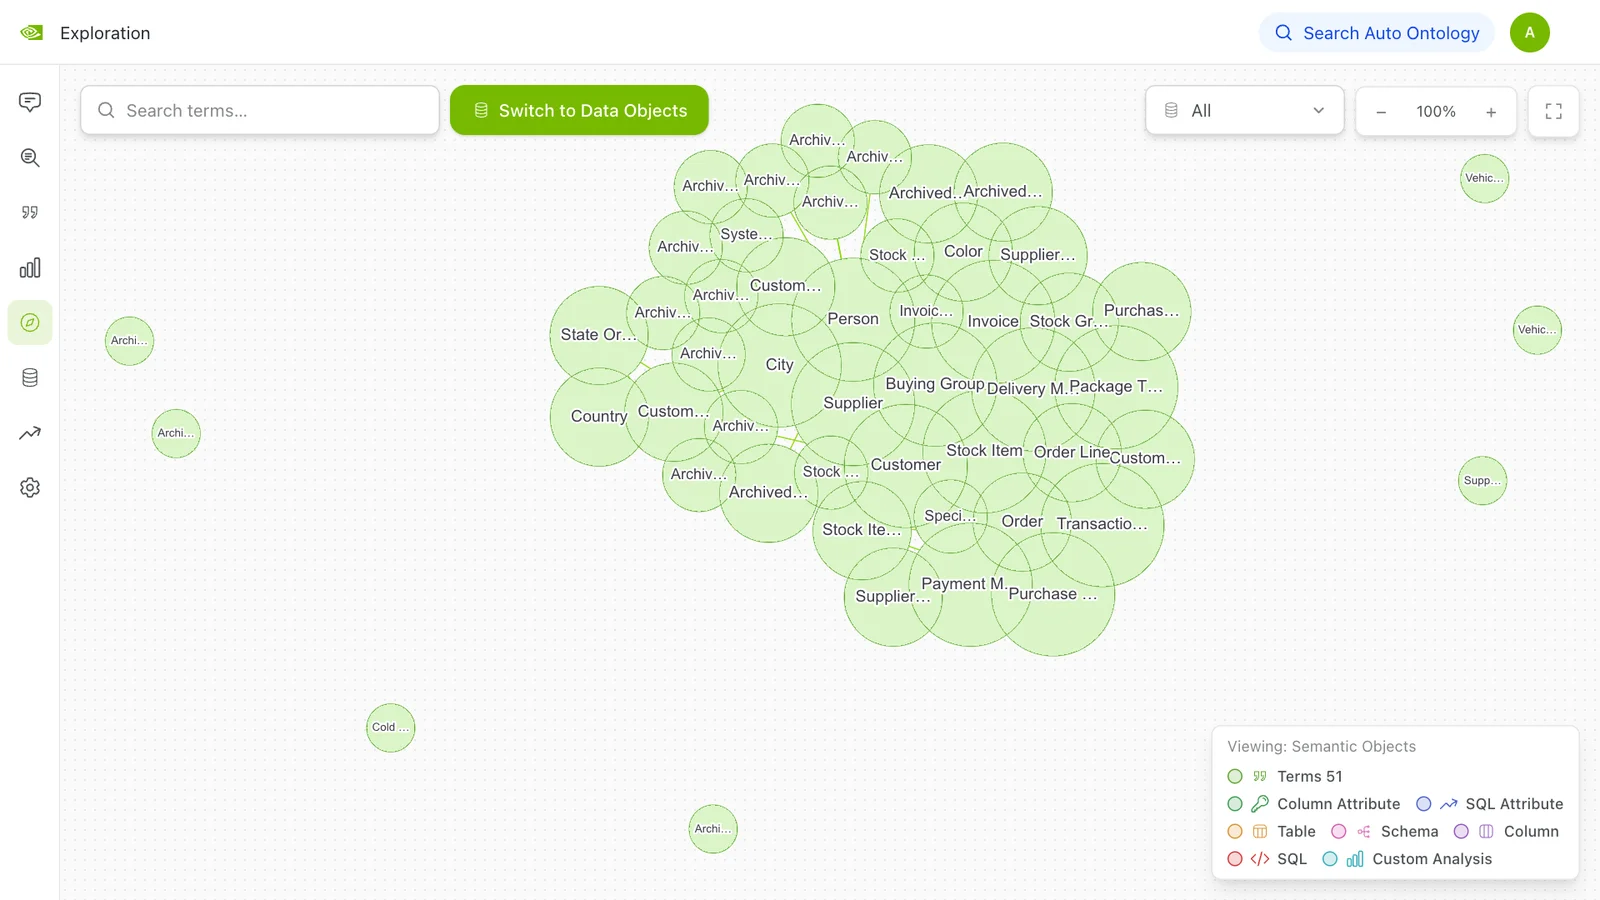 Exploration
Search Auto Ontology
A
Search terms...
Switch to Data Objects
All
100%
Archiv...
Archiv...
Archiv...
Archiv...
Archiv...
Archived...
Archived...
Vehic...
Syste...
Archiv...
Stock ...
Color
Supplier...
Custom...
Archiv...
Archiv...
Person
Invoic...
Invoice
Stock Gr...
Purchas...
Vehic...
State Or...
Archi...
Archiv...
City
Buying Group
Delivery M...
Package T...
Supplier
Country
Custom...
Archiv...
Archi...
Archiv...
Archived...
Stock ...
Customer
Stock Item
Order Line
Custom...
Supp...
Stock Ite...
Speci...
Order
Transactio...
Supplier...
Payment M...
Purchase ...
Cold ...
Archi...
Viewing: Semantic Objects
Terms 51
Column Attribute
SQL Attribute
Table
Schema
Column
SQL
Custom Analysis